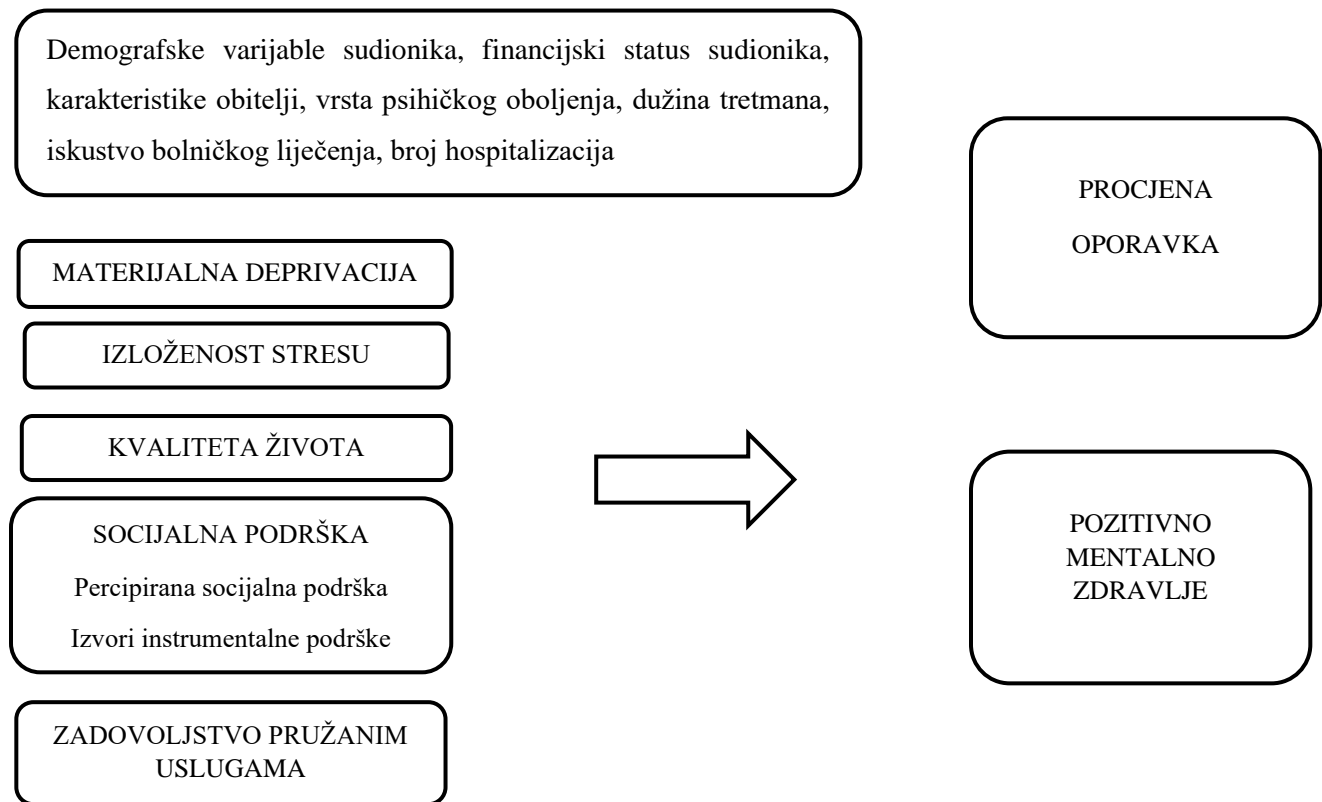 Demografske varijable sudionika, financijski status sudionika,
karakteristike obitelji, vrsta psihičkog oboljenja, dužina tretmana,
iskustvo bolničkog liječenja, broj hospitalizacija
MATERIJALNA DEPRIVACIJA
IZLOŽENOST STRESU
KVALITETA ŽIVOTA
SOCIJALNA PODRŠKA
Percipirana socijalna podrška
Izvori instrumentalne podrške
ZADOVOLJSTVO PRUŽANIM
USLUGAMA
PROCJENA
OPORAVKA
POZITIVNO
MENTALNO
ZDRAVLJE